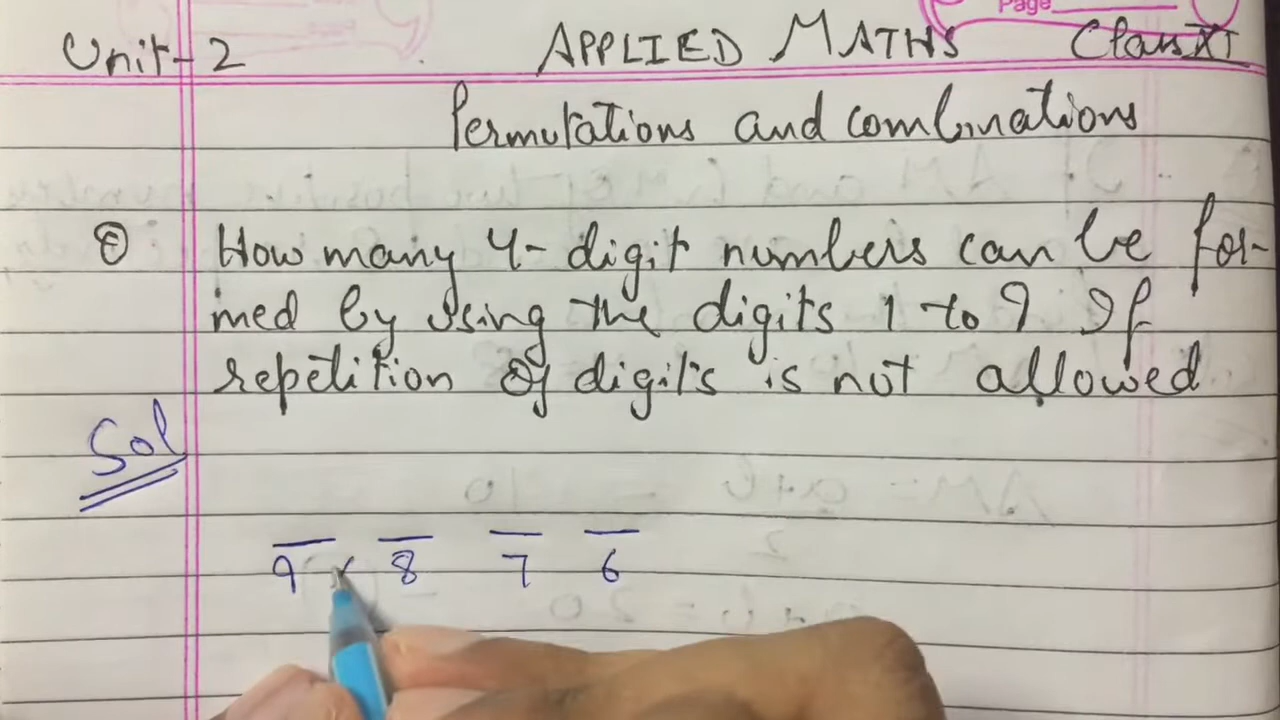 Page
Unit-2 APPLIED MATHS Class XI
Permutations and combinations
Q How many 4-digit numbers can be for-
med by using the digits 1 to 9 If
repetition of digits is not allowed
Sol
9 × 8 7 6